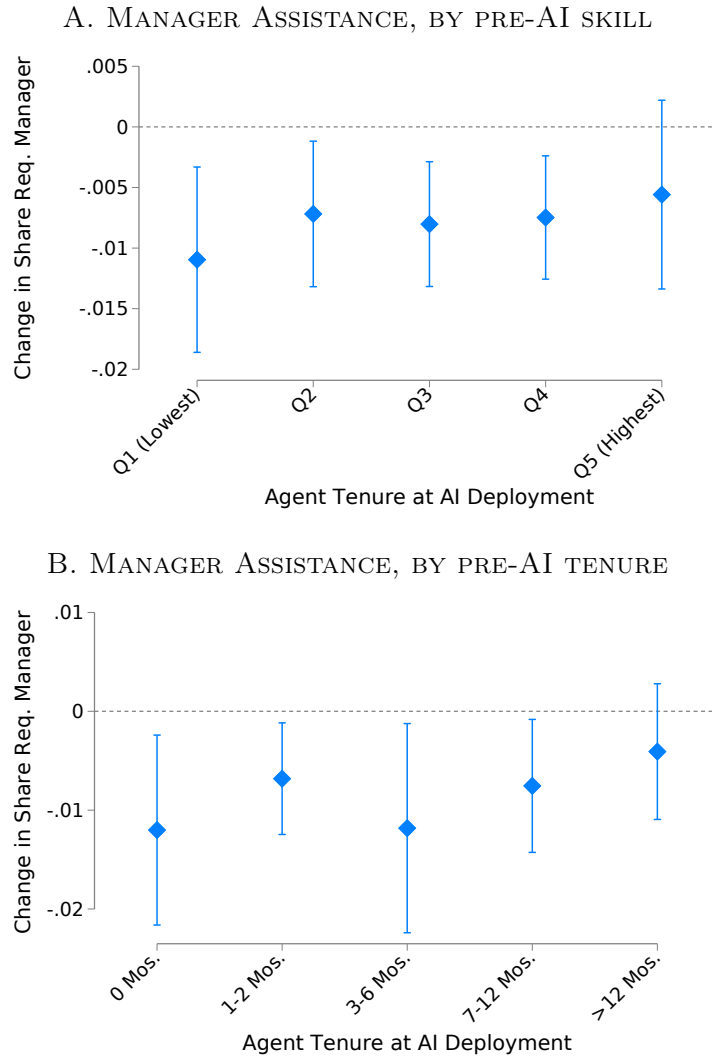 A. Manager Assistance, by pre-AI skill
Change in Share Req. Manager
.005
0
-.005
-.01
-.015
-.02
Q1 (Lowest)
Q2
Q3
Q4
Q5 (Highest)
Agent Tenure at AI Deployment
B. Manager Assistance, by pre-AI tenure
Change in Share Req. Manager
.01
0
-.01
-.02
0 Mos.
1-2 Mos.
3-6 Mos.
7-12 Mos.
>12 Mos.
Agent Tenure at AI Deployment